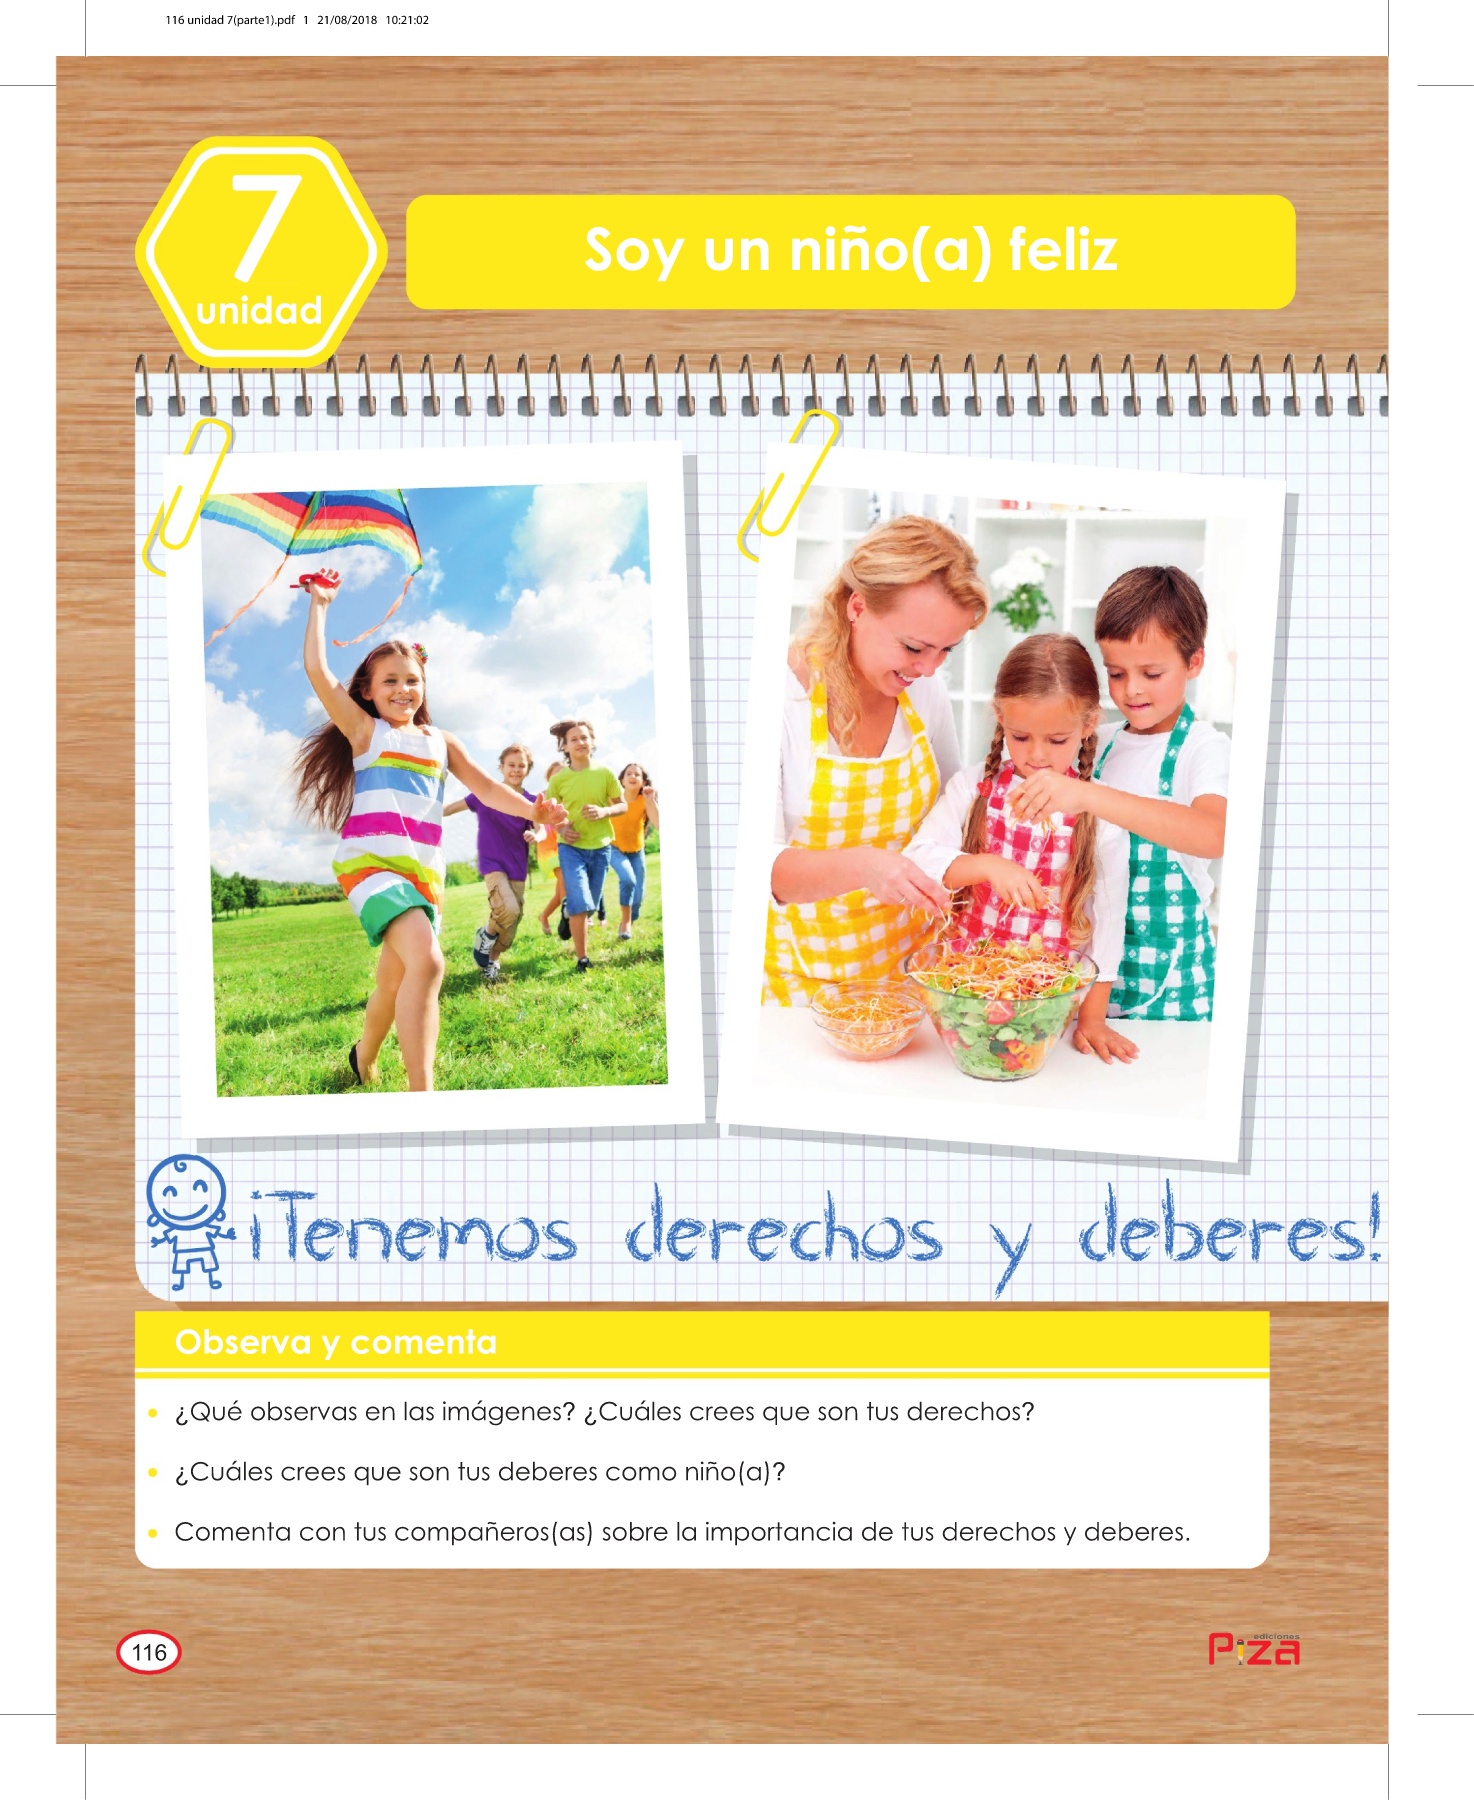 116 unidad 7(parte1).pdf 1 21/08/2018 10:21:02
7
unidad
Soy un niño(a) feliz
¡Tenemos derechos y deberes!
Observa y comenta
• ¿Qué observas en las imágenes? ¿Cuáles crees que son tus derechos?
• ¿Cuáles crees que son tus deberes como niño(a)?
• Comenta con tus compañeros(as) sobre la importancia de tus derechos y deberes.
116
ediciones
Piza